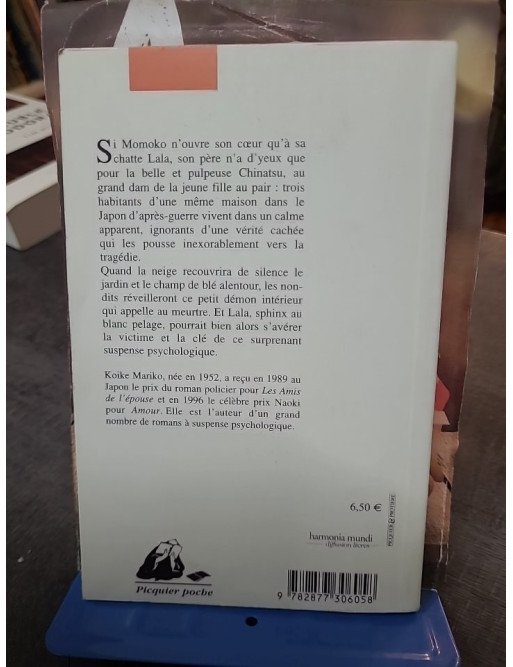 Si Momoko n'ouvre son cœur qu'à sa
chatte Lala, son père n'a d'yeux que
pour la belle et pulpeuse Chinatsu, au
grand dam de la jeune fille au pair : trois
habitants d'une même maison dans le
Japon d'après-guerre vivent dans un calme
apparent, ignorants d'une vérité cachée
qui les pousse inexorablement vers la
tragédie.
Quand la neige recouvrira de silence le
jardin et le champ de blé alentour, les non-
dits réveilleront ce petit démon intérieur
qui appelle au meurtre. Et Lala, sphinx au
blanc pelage, pourrait bien alors s'avérer
la victime et la clé de ce surprenant
suspense psychologique.
Koike Mariko, née en 1952, a reçu en 1989 au
Japon le prix du roman policier pour Les Amis
de l'épouse et en 1996 le célèbre prix Naoki
pour Amour. Elle est l'auteur d'un grand
nombre de romans à suspense psychologique.
6,50 €
harmonia mundi
diffusion livres
Picquier poche
9 782877 306058